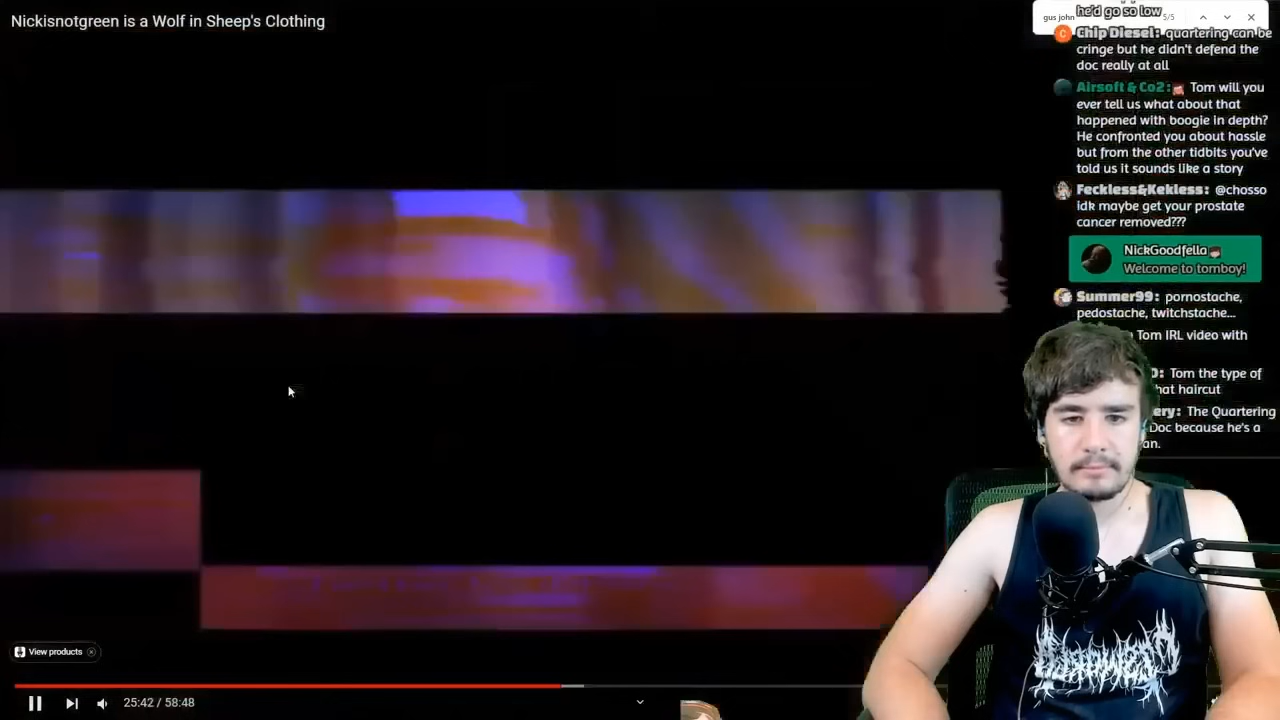 Nickisnotgreen is a Wolf in Sheep's Clothing
gus john
5/5
he'd go so low
Chip Diesel: quartering can be
cringe but he didn't defend the
doc really at all
Airsoft & Co2: Tom will you
ever tell us what about that
happened with boogie in depth?
He confronted you about hassle
but from the other tidbits you've
told us it sounds like a story
Feckless&Kekless: @chosso
idk maybe get your prostate
cancer removed???
NickGoodfella
Welcome to tomboy!
Summer99: pornostache,
pedostache, twitchstache...
Tom IRL video with
Tom the type of
hat haircut
ery: The Quartering
Doc because he's a
an.
View products
25:42 / 58:48